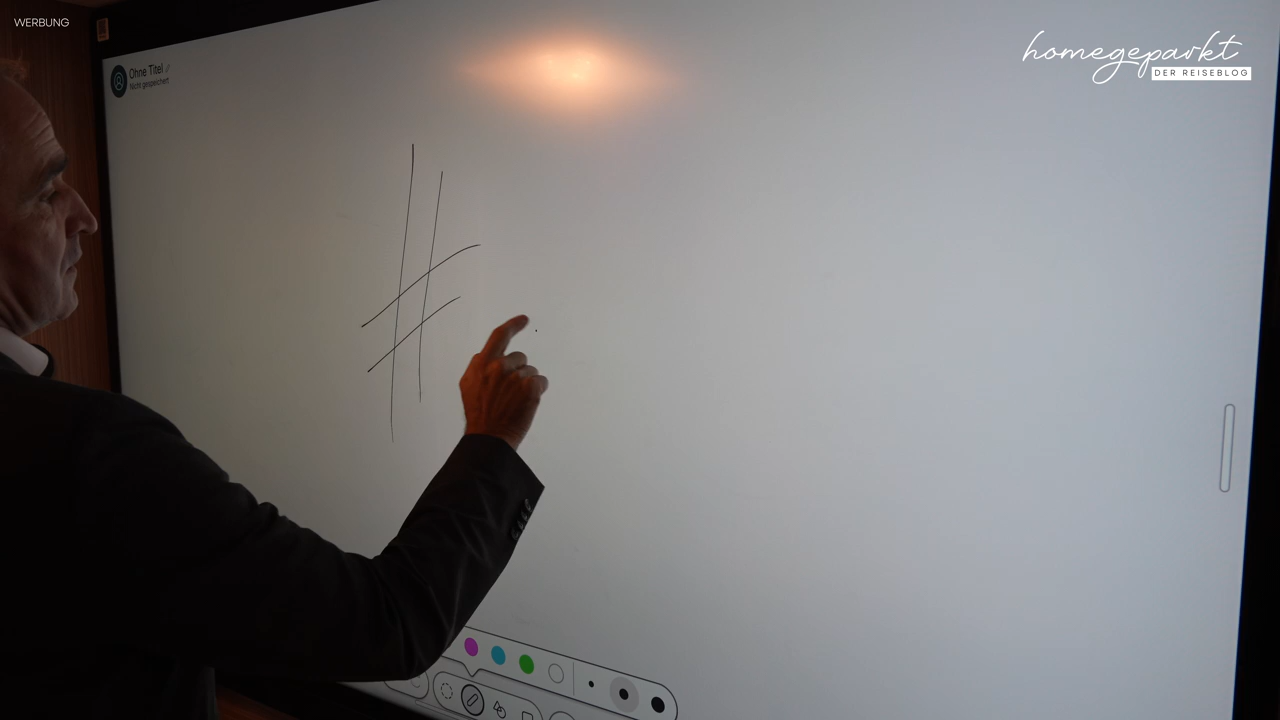 WERBUNG
homegeparkt
DER REISEBLOG
Ohne Titel
Nicht gespeichert
#